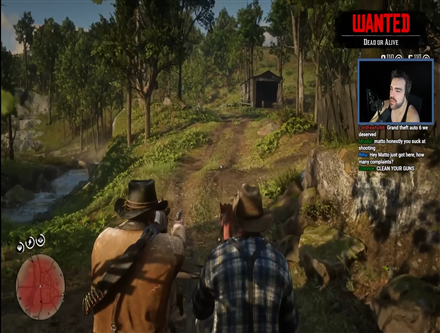 WANTED
DEAD OR ALIVE
Grand theft auto 6 we
deserved
matto honestly you suck at
shooting
Hey Matto just got here, how
many complaints?
CLEAN YOUR GUNS